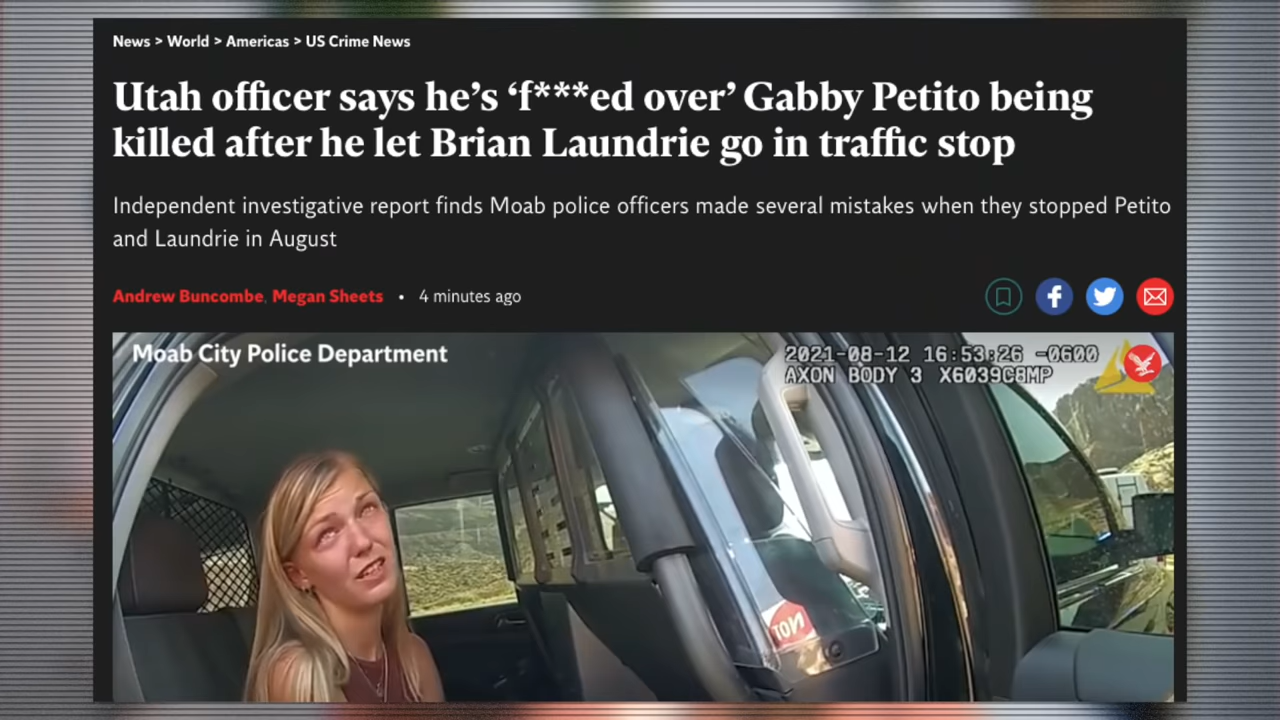 News > World > Americas > US Crime News
Utah officer says he's 'f***ed over' Gabby Petito being
killed after he let Brian Laundrie go in traffic stop
Independent investigative report finds Moab police officers made several mistakes when they stopped Petito
and Laundrie in August
Andrew Buncombe, Megan Sheets • 4 minutes ago
Moab City Police Department
2021-08-12 16:53:26 -0600
AXON BODY 3 X6039C8MP